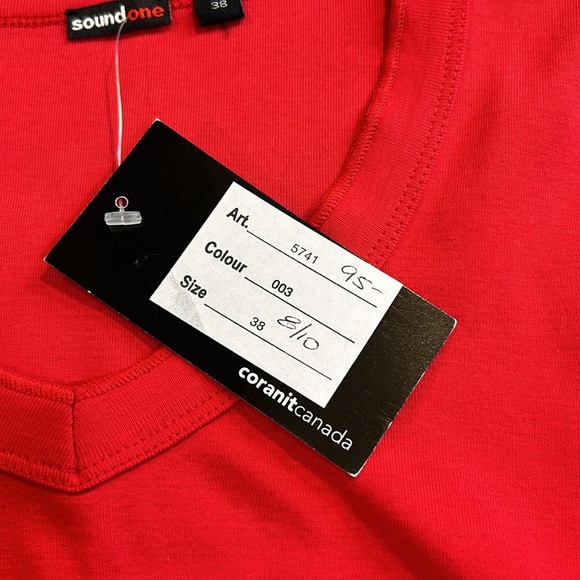 soundone
38
Art. 5741 95-
Colour 003
Size 38 8/10
coranitcanada